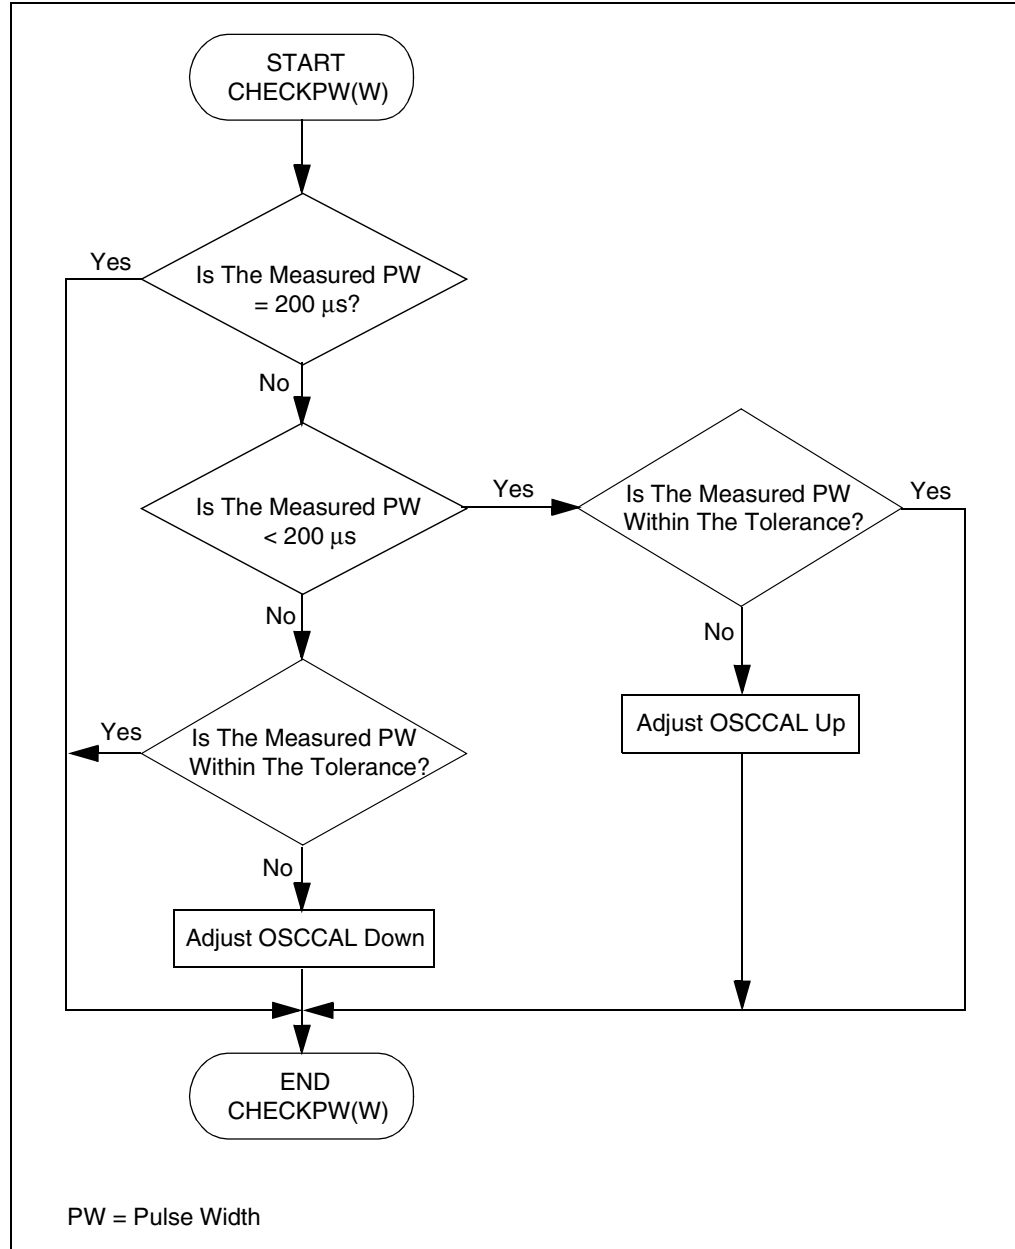 START
CHECKPW(W)
Yes
Is The Measured PW
= 200 μs?
No
Is The Measured PW
< 200 μs
Yes
Is The Measured PW
Within The Tolerance?
Yes
No
No
Adjust OSCCAL Up
Yes
Is The Measured PW
Within The Tolerance?
No
Adjust OSCCAL Down
END
CHECKPW(W)
PW = Pulse Width